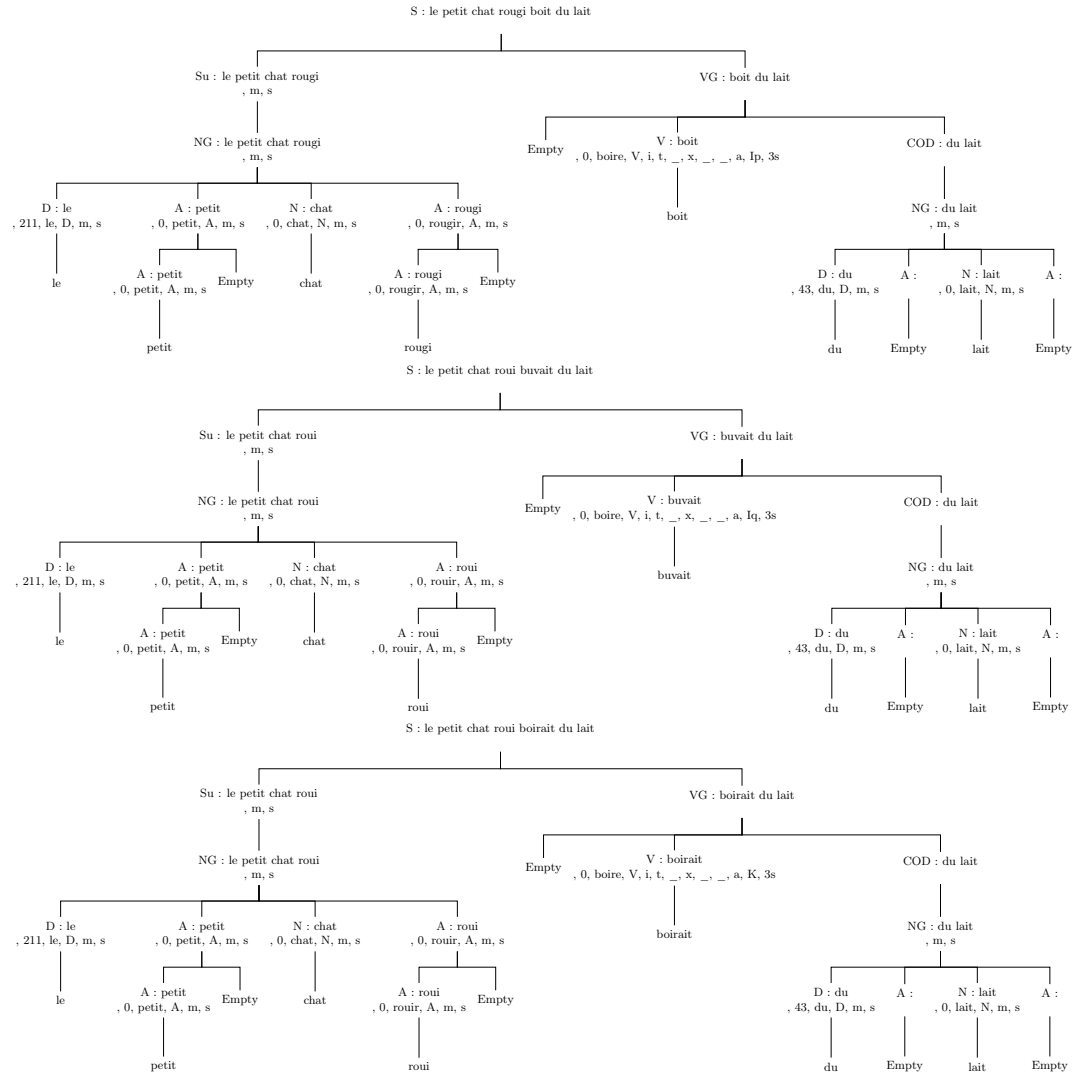 S : le petit chat rougi boit du lait
Su : le petit chat rougi
, m, s
VG : boit du lait
NG : le petit chat rougi
, m, s
Empty
V : boit
, 0, boire, V, i, t, _, x, _, _, a, Ip, 3s
COD : du lait
D : le
, 211, le, D, m, s
A : petit
, 0, petit, A, m, s
N : chat
, 0, chat, N, m, s
A : rougi
, 0, rougir, A, m, s
boit
NG : du lait
, m, s
le
A : petit
, 0, petit, A, m, s
Empty
chat
A : rougi
, 0, rougir, A, m, s
Empty
D : du
, 43, du, D, m, s
A :
N : lait
, 0, lait, N, m, s
A :
petit
rougi
du
Empty
lait
Empty
S : le petit chat roui buvait du lait
Su : le petit chat roui
, m, s
VG : buvait du lait
NG : le petit chat roui
, m, s
Empty
V : buvait
, 0, boire, V, i, t, _, x, _, _, a, Iq, 3s
COD : du lait
D : le
, 211, le, D, m, s
A : petit
, 0, petit, A, m, s
N : chat
, 0, chat, N, m, s
A : roui
, 0, rouir, A, m, s
buvait
NG : du lait
, m, s
le
A : petit
, 0, petit, A, m, s
Empty
chat
A : roui
, 0, rouir, A, m, s
Empty
D : du
, 43, du, D, m, s
A :
N : lait
, 0, lait, N, m, s
A :
petit
roui
du
Empty
lait
Empty
S : le petit chat roui boirait du lait
Su : le petit chat roui
, m, s
VG : boirait du lait
NG : le petit chat roui
, m, s
Empty
V : boirait
, 0, boire, V, i, t, _, x, _, _, a, K, 3s
COD : du lait
D : le
, 211, le, D, m, s
A : petit
, 0, petit, A, m, s
N : chat
, 0, chat, N, m, s
A : roui
, 0, rouir, A, m, s
boirait
NG : du lait
, m, s
le
A : petit
, 0, petit, A, m, s
Empty
chat
A : roui
, 0, rouir, A, m, s
Empty
D : du
, 43, du, D, m, s
A :
N : lait
, 0, lait, N, m, s
A :
petit
roui
du
Empty
lait
Empty